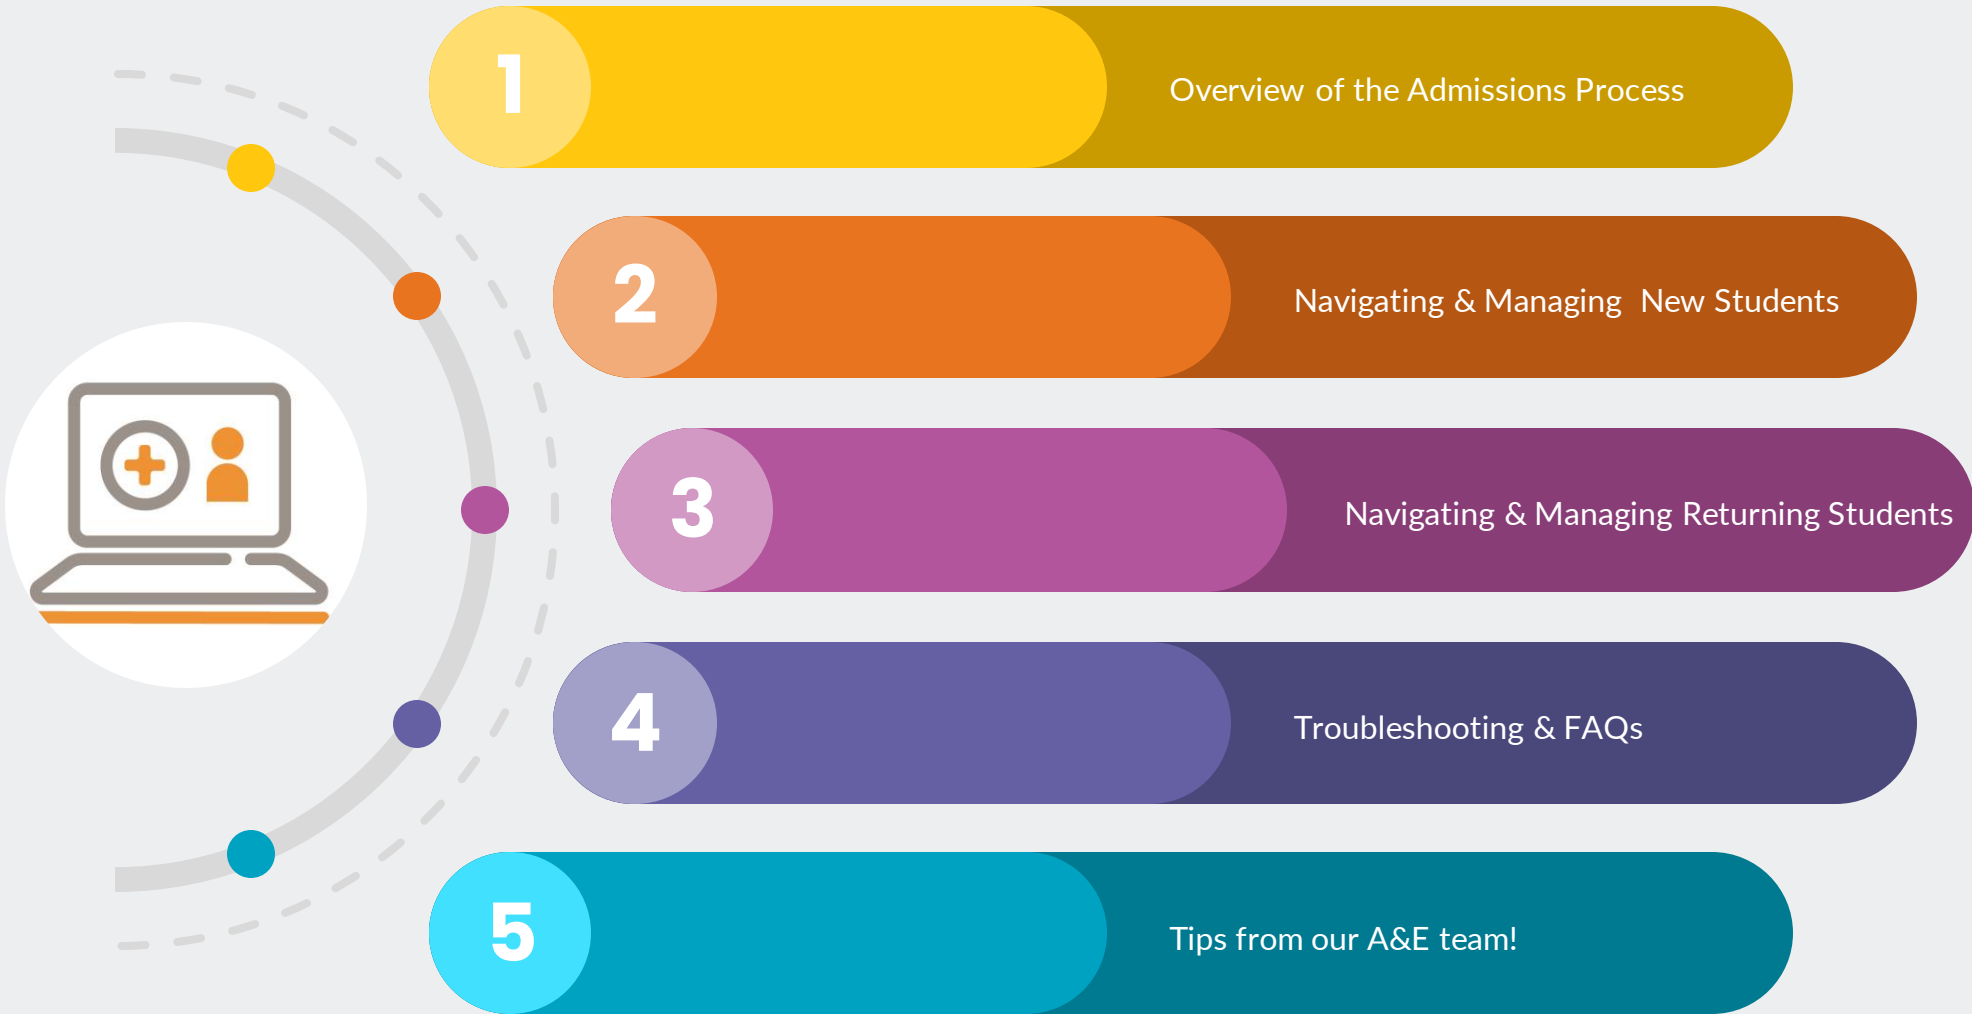 1
Overview of the Admissions Process
2
Navigating & Managing  New Students
3
Navigating & Managing Returning Students
4
Troubleshooting & FAQs
5
Tips from our A&E team!